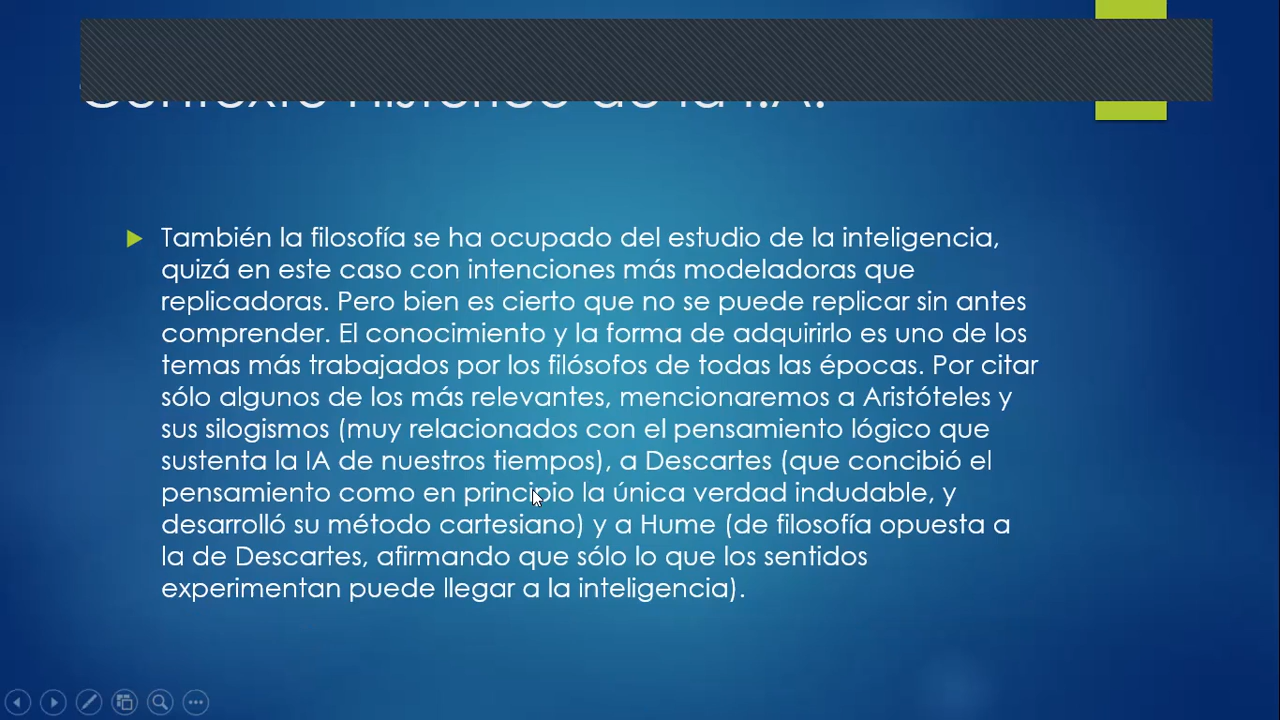 Contexto Histórico de la I.A.
También la filosofía se ha ocupado del estudio de la inteligencia,
quizá en este caso con intenciones más modeladoras que
replicadoras. Pero bien es cierto que no se puede replicar sin antes
comprender. El conocimiento y la forma de adquirirlo es uno de los
temas más trabajados por los filósofos de todas las épocas. Por citar
sólo algunos de los más relevantes, mencionaremos a Aristóteles y
sus silogismos (muy relacionados con el pensamiento lógico que
sustenta la IA de nuestros tiempos), a Descartes (que concibió el
pensamiento como en principio la única verdad indudable, y
desarrolló su método cartesiano) y a Hume (de filosofía opuesta a
la de Descartes, afirmando que sólo lo que los sentidos
experimentan puede llegar a la inteligencia).